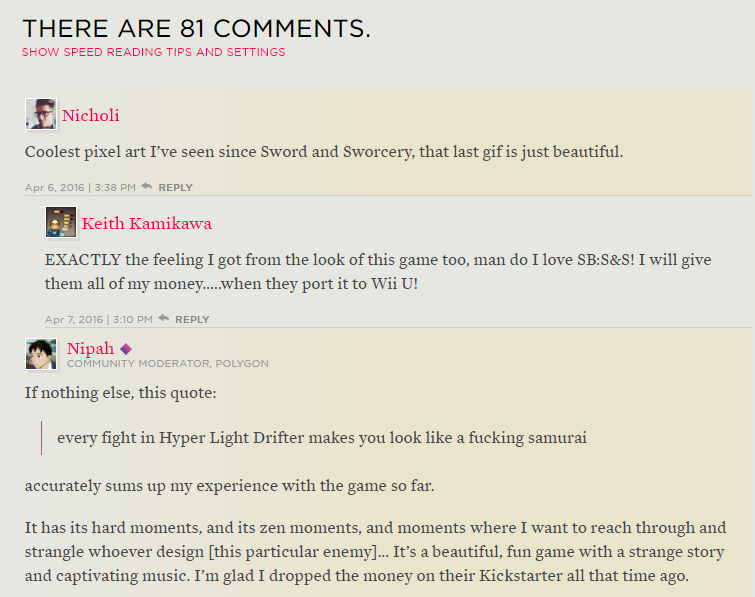 THERE ARE 81 COMMENTS.
SHOW SPEED READING TIPS AND SETTINGS
Nicholi
Coolest pixel art I've seen since Sword and Sworcery, that last gif is just beautiful.
Apr 6, 2016 | 3:38 PM REPLY
Keith Kamikawa
EXACTLY the feeling I got from the look of this game too, man do I love SB:S&S! I will give
them all of my money.....when they port it to Wii U!
Apr 7, 2016 | 3:10 PM REPLY
Nipah
COMMUNITY MODERATOR, POLYGON
If nothing else, this quote:
every fight in Hyper Light Drifter makes you look like a fucking samurai
accurately sums up my experience with the game so far.
It has its hard moments, and its zen moments, and moments where I want to reach through and
strangle whoever design [this particular enemy]... It's a beautiful, fun game with a strange story
and captivating music. I'm glad I dropped the money on their Kickstarter all that time ago.